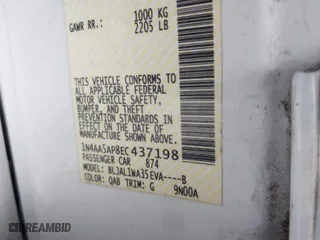 GAWR RR.: 1000 KG
2205 LB
THIS VEHICLE CONFORMS TO
ALL APPLICABLE FEDERAL
MOTOR VEHICLE SAFETY,
BUMPER, AND THEFT
PREVENTION STANDARDS IN
EFFECT ON THE DATE OF
MANUFACTURE SHOWN ABOVE.
1N4AA5AP8EC437198
PASSENGER CAR 874
MODEL: BLJALWA35EVA----B
COLOR: QAB TRIM: G 9N00A
DREAMBID